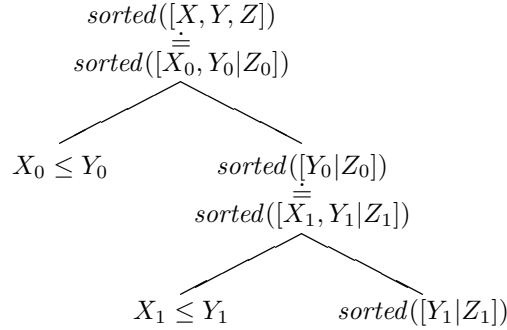 sorted([X, Y, Z])
≐
sorted([X₀, Y₀|Z₀])
X₀ ≤ Y₀
sorted([Y₀|Z₀])
≐
sorted([X₁, Y₁|Z₁])
X₁ ≤ Y₁
sorted([Y₁|Z₁])